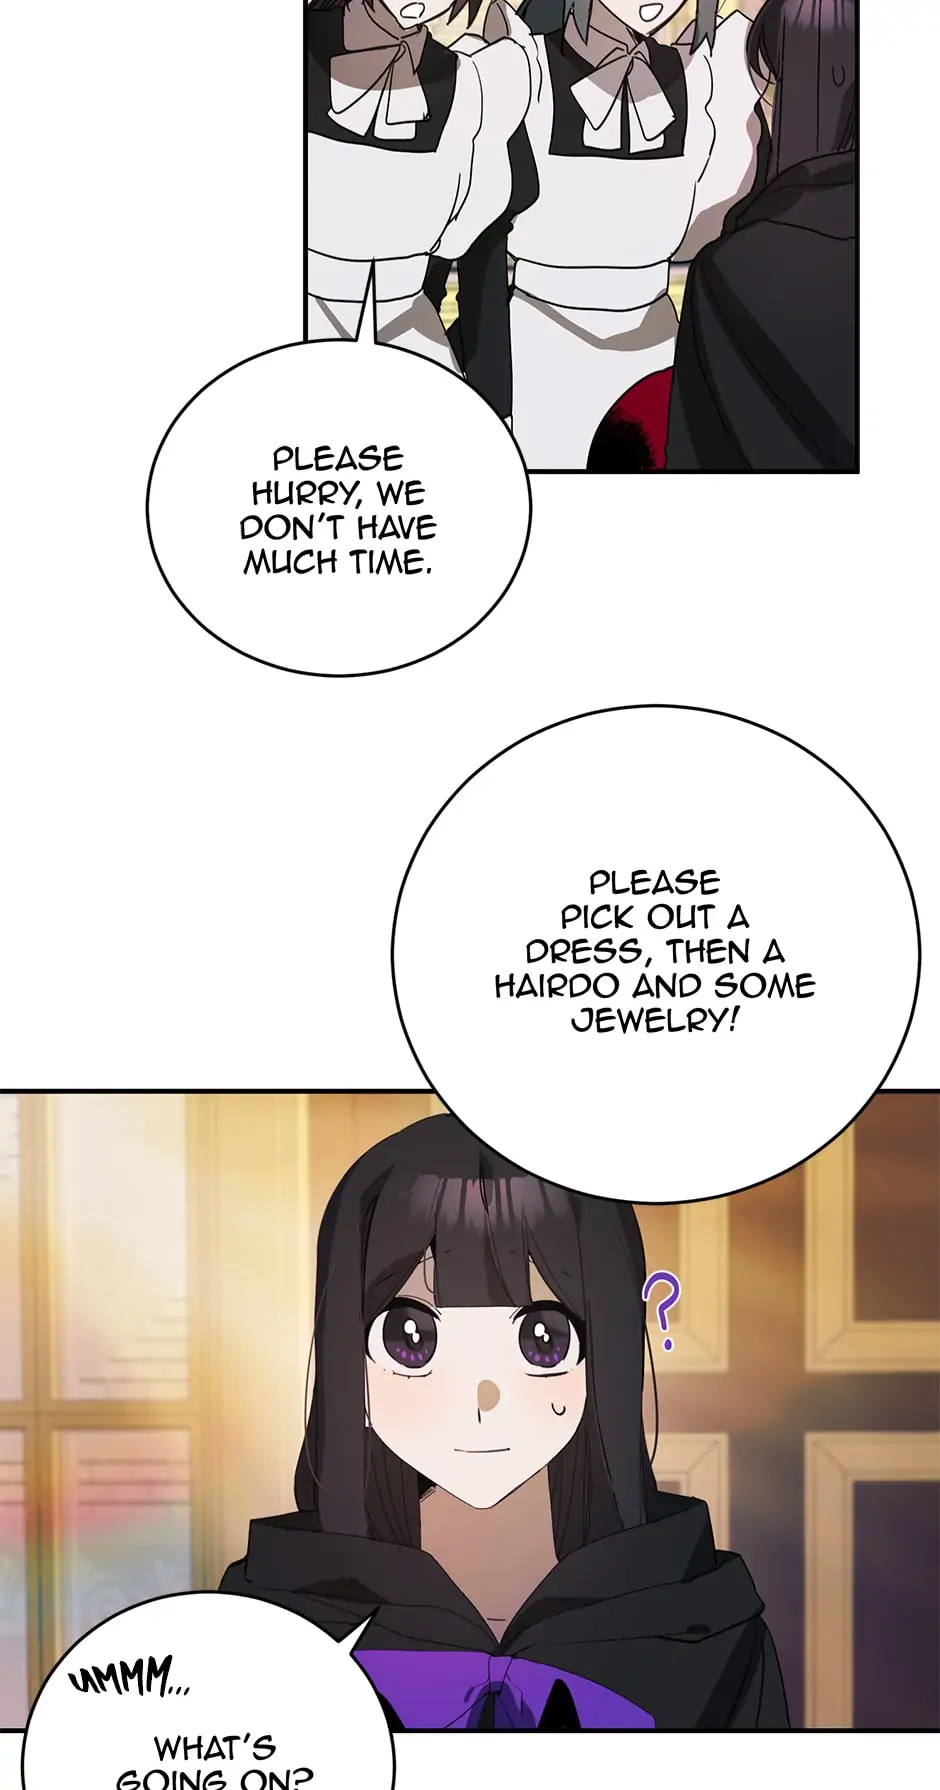 PLEASE
HURRY, WE
DON'T HAVE
MUCH TIME.
PLEASE
PICK OUT A
DRESS, THEN A
HAIRDO AND SOME
JEWELRY!
?
UMMM...
WHAT'S
GOING ON?